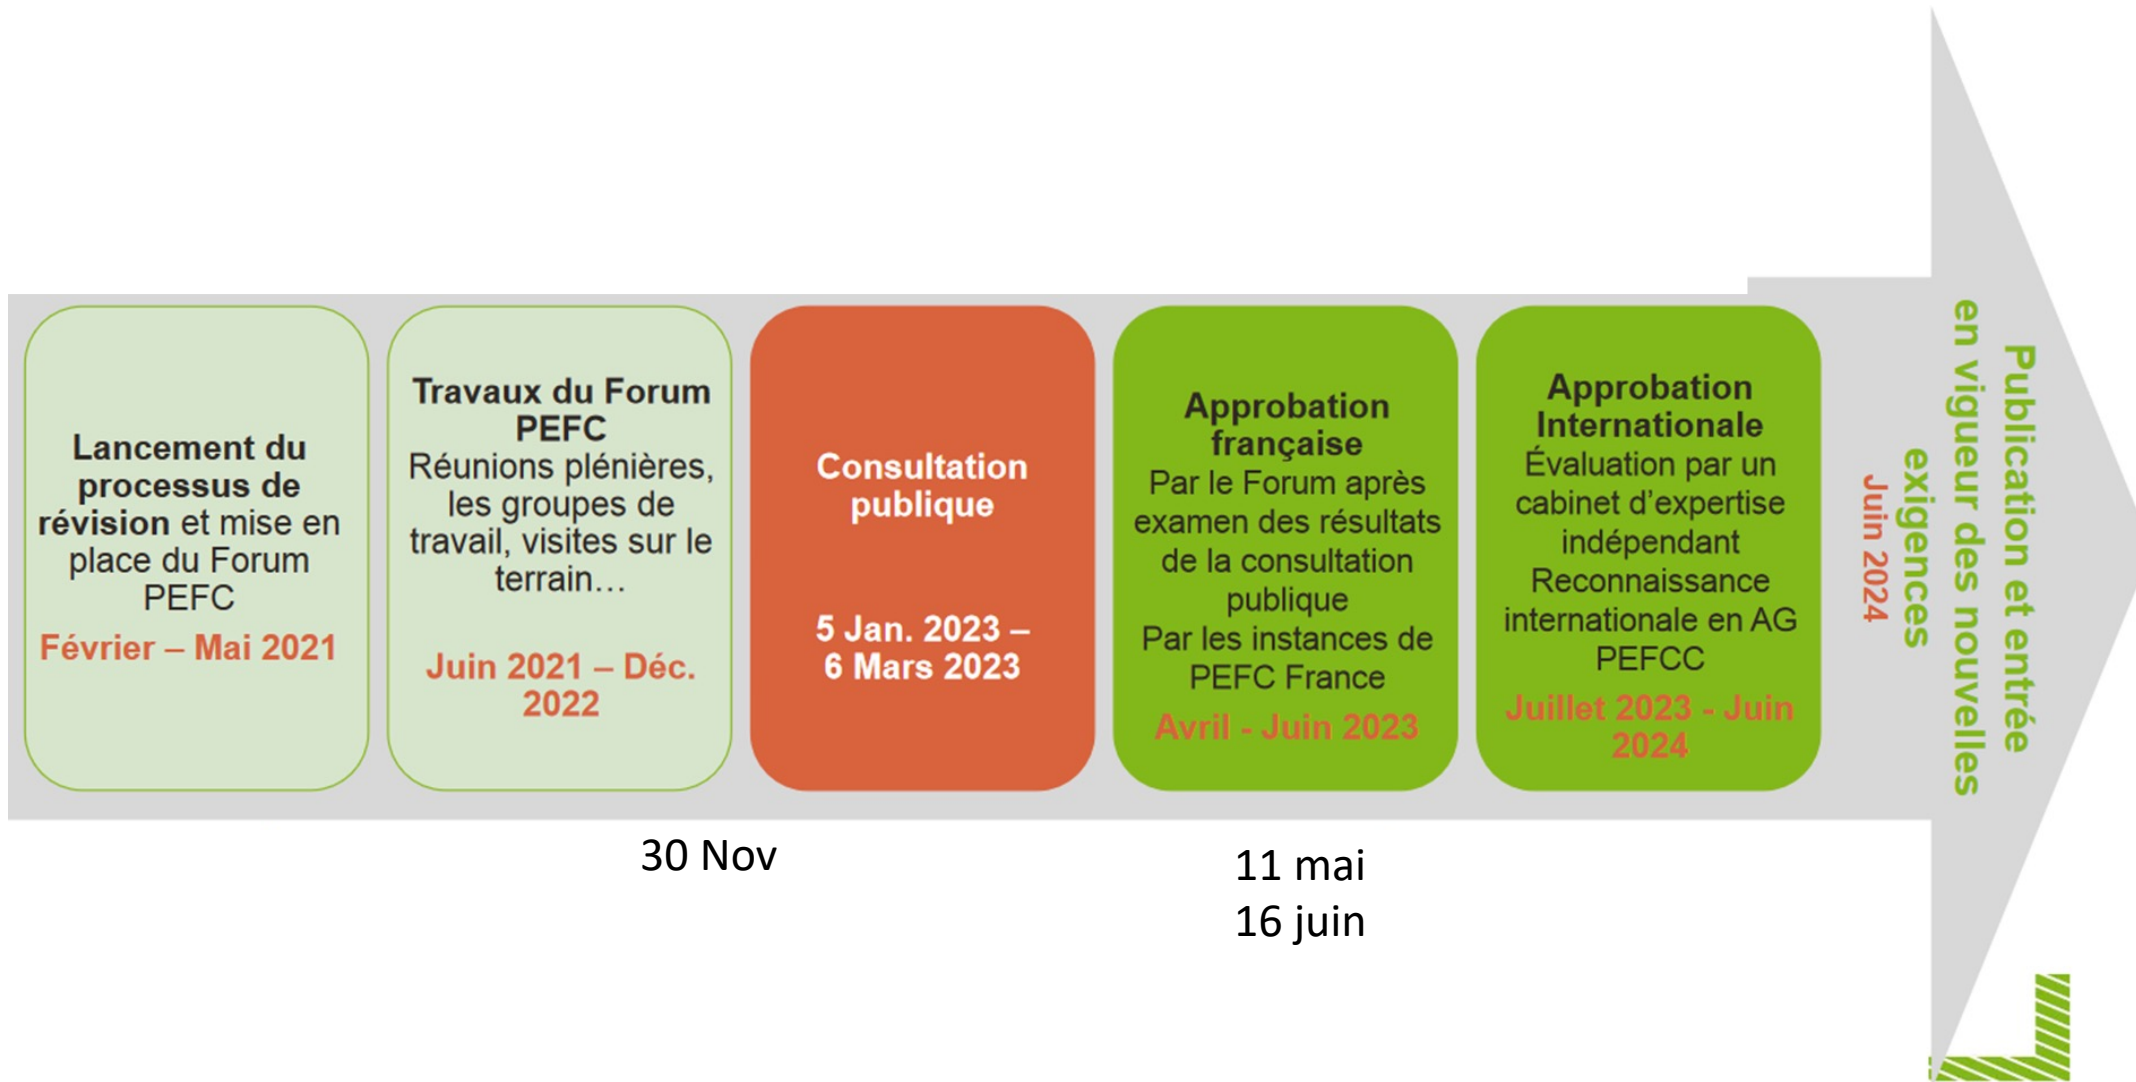 Lancement du
processus de
révision et mise en
place du Forum
PEFC
Février – Mai 2021
Travaux du Forum
PEFC
Réunions plénières,
les groupes de
travail, visites sur le
terrain…
Juin 2021 – Déc.
2022
Consultation
publique
5 Jan. 2023 –
6 Mars 2023
Approbation
française
Par le Forum après
examen des résultats
de la consultation
publique
Par les instances de
PEFC France
Avril - Juin 2023
Approbation
Internationale
Évaluation par un
cabinet d'expertise
indépendant
Reconnaissance
internationale en AG
PEFCC
Juillet 2023 - Juin
2024
Publication et entrée
en vigueur des nouvelles
exigences
Juin 2024
30 Nov
11 mai
16 juin